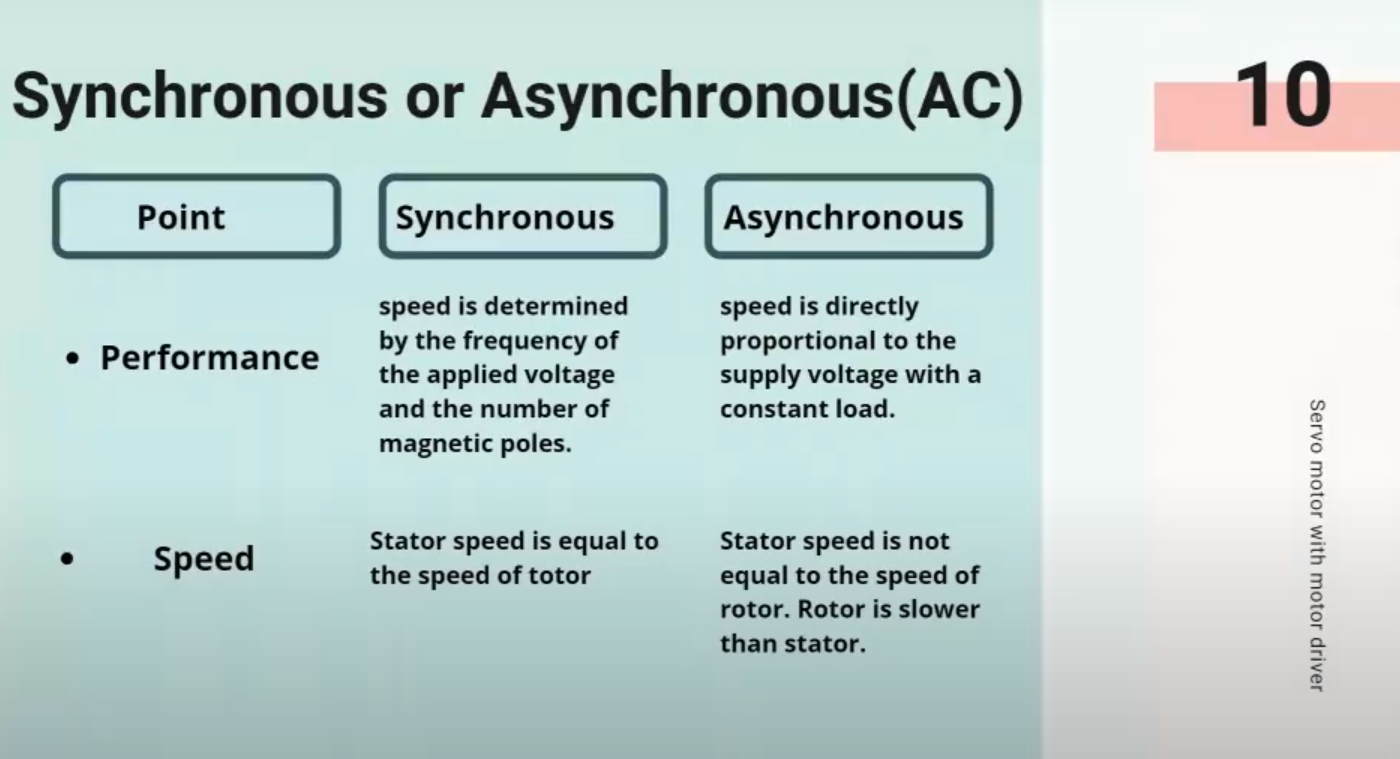 Synchronous or Asynchronous(AC)
10
Point
Synchronous
Asynchronous
• Performance
speed is determined
by the frequency of
the applied voltage
and the number of
magnetic poles.
speed is directly
proportional to the
supply voltage with a
constant load.
• Speed
Stator speed is equal to
the speed of totor
Stator speed is not
equal to the speed of
rotor. Rotor is slower
than stator.
Servo motor with motor driver